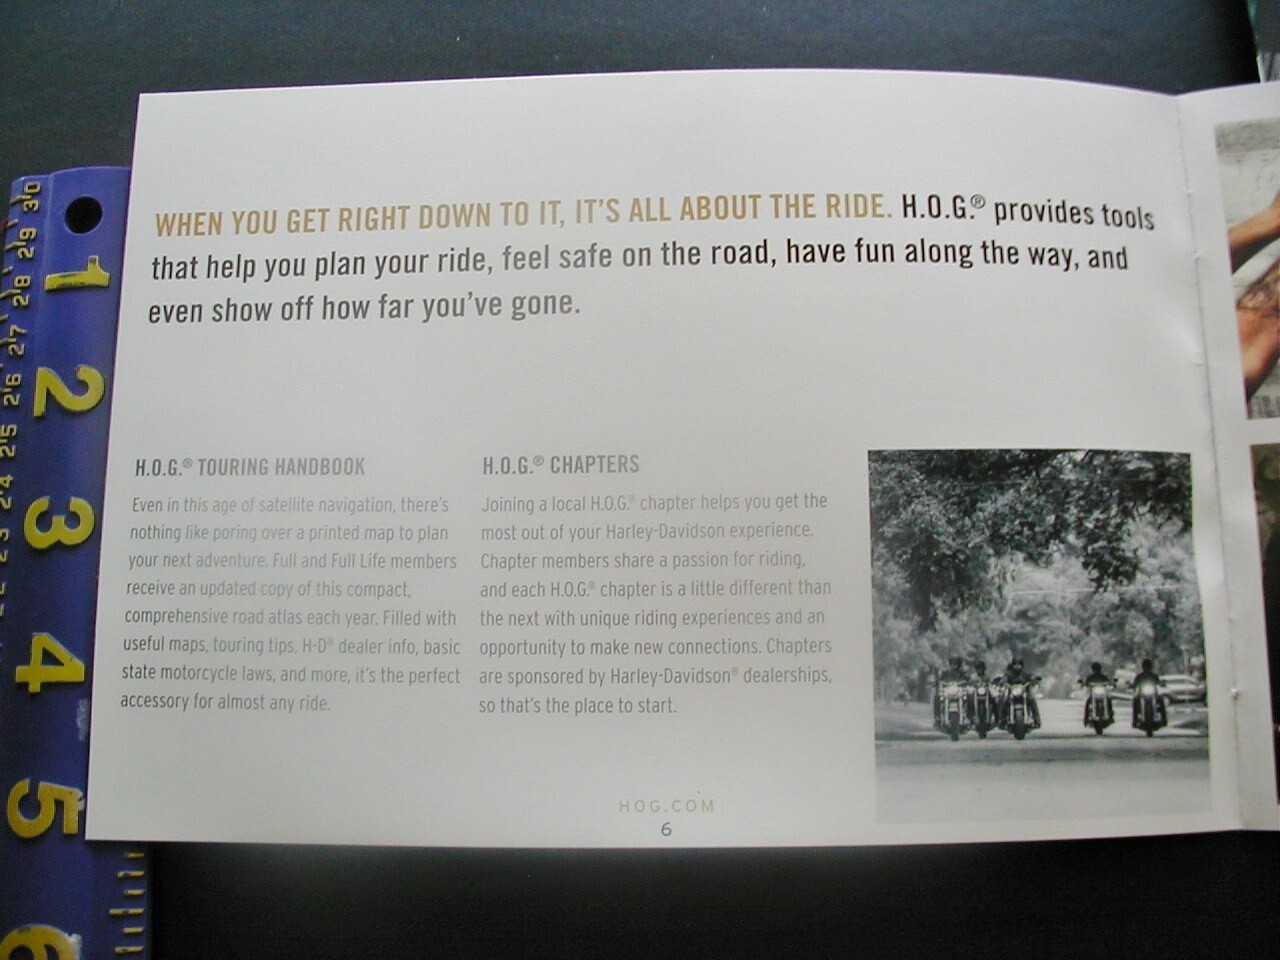 WHEN YOU GET RIGHT DOWN TO IT, IT'S ALL ABOUT THE RIDE. H.O.G.® provides tools
that help you plan your ride, feel safe on the road, have fun along the way, and
even show off how far you've gone.
H.O.G.® TOURING HANDBOOK
Even in this age of satellite navigation, there's
nothing like poring over a printed map to plan
your next adventure. Full and Full Life members
receive an updated copy of this compact,
comprehensive road atlas each year. Filled with
useful maps, touring tips, H-D® dealer info, basic
state motorcycle laws, and more, it's the perfect
accessory for almost any ride.
H.O.G.® CHAPTERS
Joining a local H.O.G.® chapter helps you get the
most out of your Harley-Davidson experience.
Chapter members share a passion for riding,
and each H.O.G.® chapter is a little different than
the next with unique riding experiences and an
opportunity to make new connections. Chapters
are sponsored by Harley-Davidson® dealerships,
so that's the place to start.
HOG.COM
6
1
2
3
4
5
6
30
29
28
27
26
25
24
23